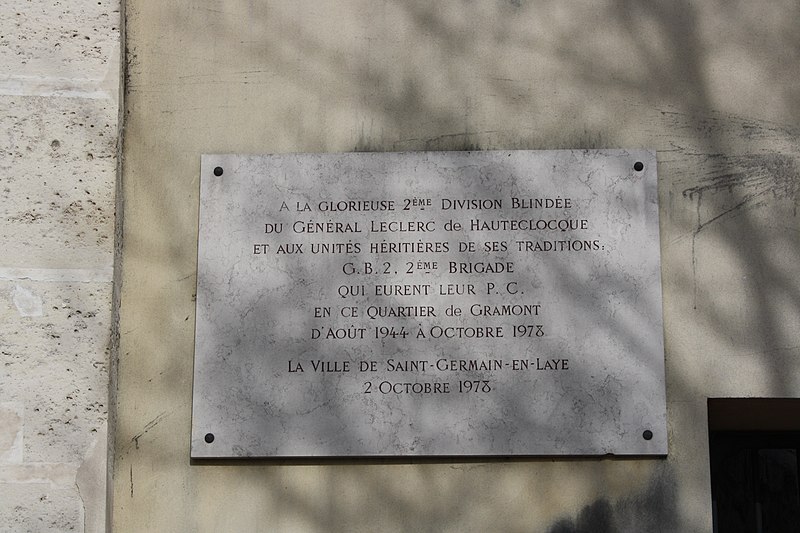 A LA GLORIEUSE 2ÈME DIVISION BLINDÉE
DU GÉNÉRAL LECLERC de HAUTECLOCQUE
ET AUX UNITÉS HÉRITIÈRES DE SES TRADITIONS:
G.B.2. 2ÈME BRIGADE
QUI EURENT LEUR P.C.
EN CE QUARTIER de GRAMONT
D'AOÛT 1944 À OCTOBRE 1978
LA VILLE DE SAINT-GERMAIN-EN-LAYE
2 OCTOBRE 1978